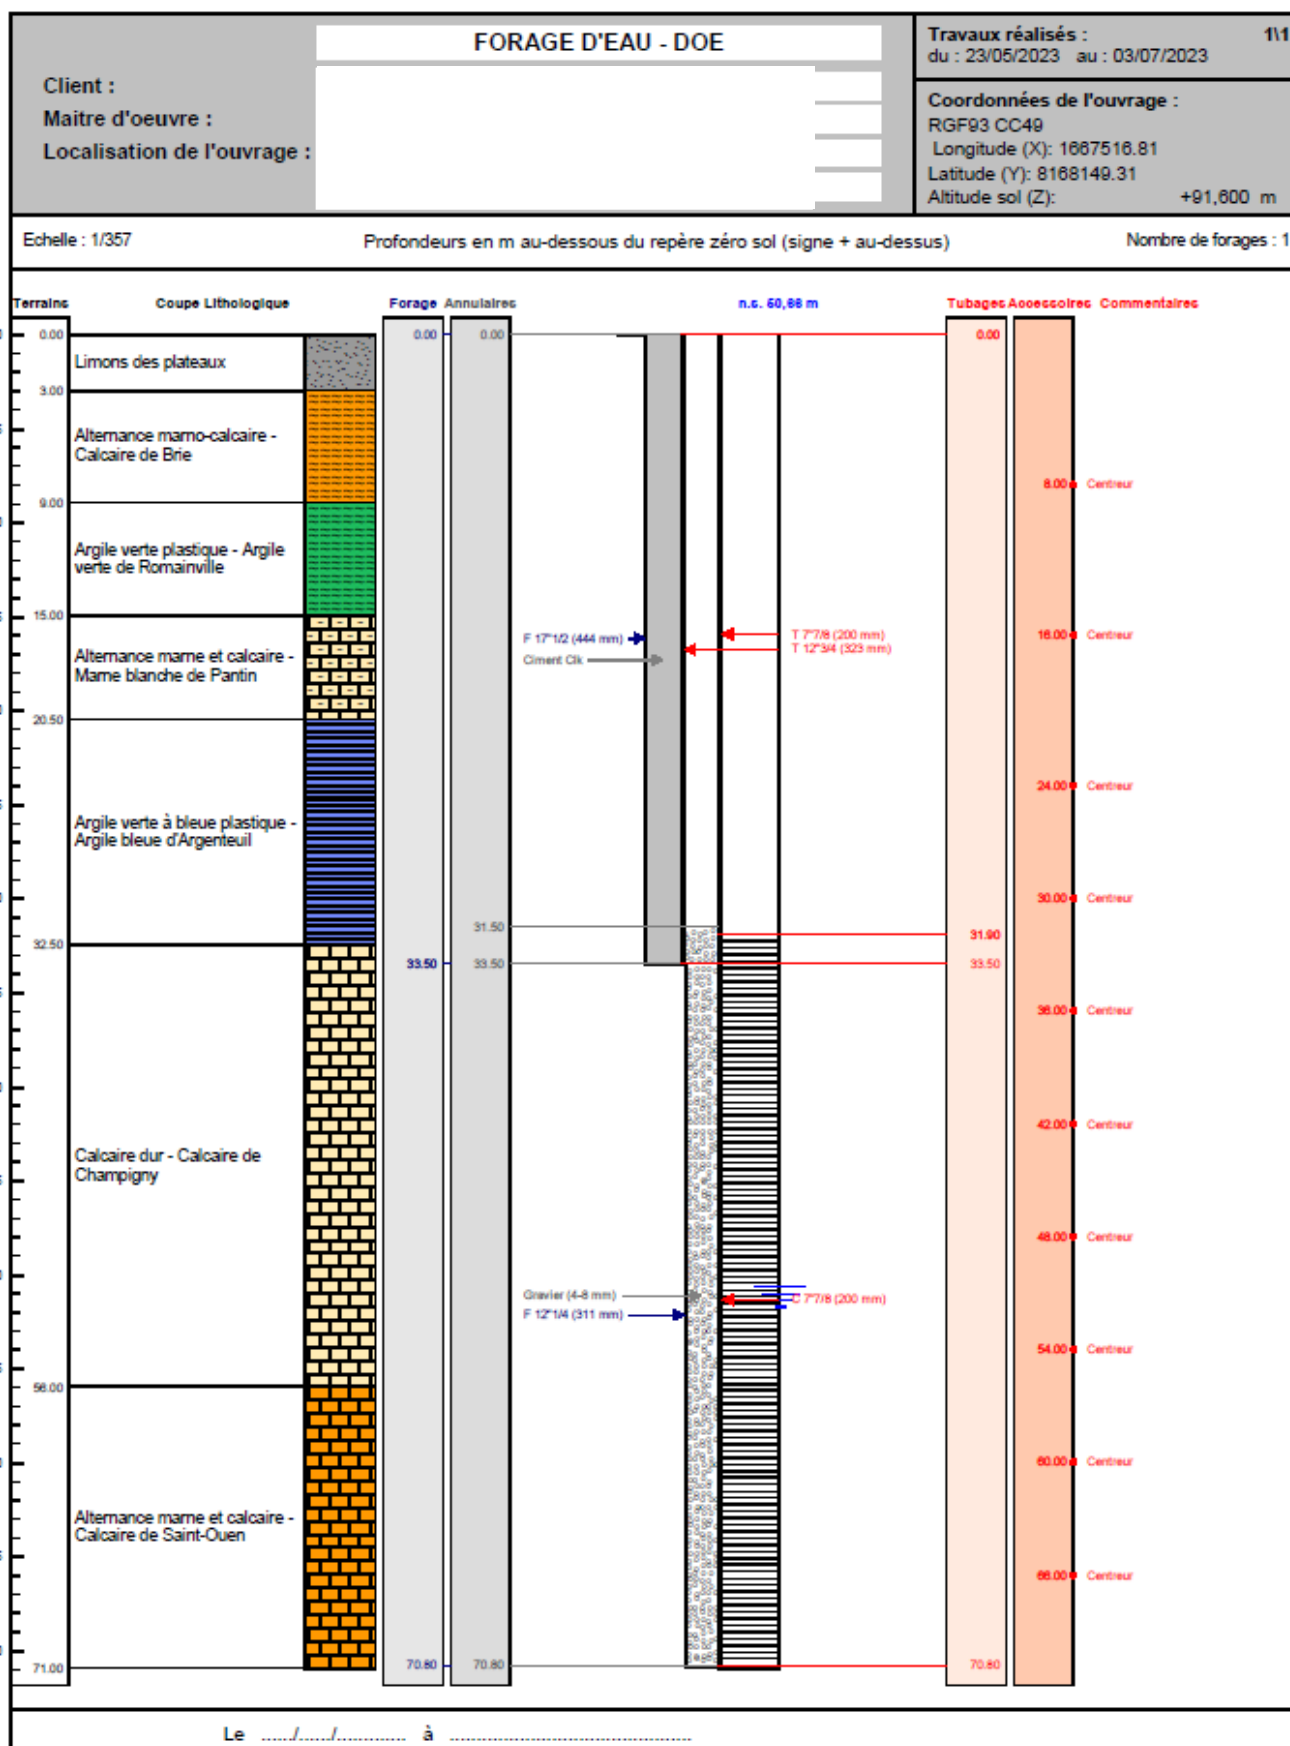 FORAGE D'EAU - DOE
Client :
Maitre d'oeuvre :
Localisation de l'ouvrage :
Travaux réalisés : 1\1
du : 23/05/2023 au : 03/07/2023
Coordonnées de l'ouvrage :
RGF93 CC49
Longitude (X): 1667516.81
Latitude (Y): 8168149.31
Altitude sol (Z): +91,600 m
Echelle : 1/357
Profondeurs en m au-dessous du repère zéro sol (signe + au-dessus)
Nombre de forages : 1
Terrains
Coupe Lithologique
Forage
Annulaires
n.s. 50,66 m
Tubages
Accessoires
Commentaires
0.00
0.00
0.00
0.00
Limons des plateaux
3.00
Alternance marno-calcaire -
Calcaire de Brie
8.00 Centreur
9.00
Argile verte plastique - Argile
verte de Romainville
15.00
F 17"1/2 (444 mm)
T 7"7/8 (200 mm)
16.00 Centreur
T 12"3/4 (323 mm)
Ciment Clk
Alternance marne et calcaire -
Marne blanche de Pantin
20.50
24.00 Centreur
Argile verte à bleue plastique -
Argile bleue d'Argenteuil
30.00 Centreur
31.50
31.90
32.50
33.50
33.50
33.50
36.00 Centreur
42.00 Centreur
Calcaire dur - Calcaire de
Champigny
48.00 Centreur
Gravier (4-8 mm)
C 7"7/8 (200 mm)
F 12"1/4 (311 mm)
54.00 Centreur
56.00
60.00 Centreur
Alternance marne et calcaire -
Calcaire de Saint-Ouen
66.00 Centreur
71.00
70.80
70.80
70.80
Le ....../....../............. à ............................................